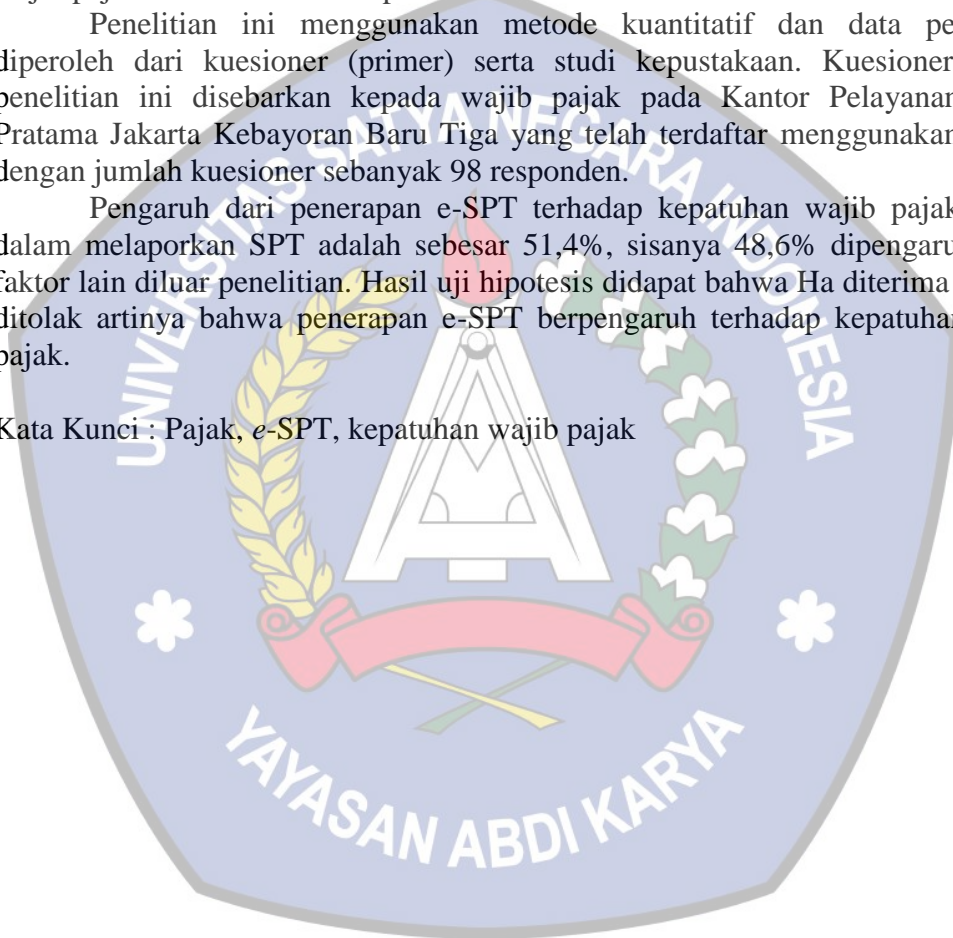 Penelitian ini menggunakan metode kuantitatif dan data pe
diperoleh dari kuesioner (primer) serta studi kepustakaan. Kuesioner
penelitian ini disebarkan kepada wajib pajak pada Kantor Pelayanan
Pratama Jakarta Kebayoran Baru Tiga yang telah terdaftar menggunakan
dengan jumlah kuesioner sebanyak 98 responden.
Pengaruh dari penerapan e-SPT terhadap kepatuhan wajib pajak
dalam melaporkan SPT adalah sebesar 51,4%, sisanya 48,6% dipengaru
faktor lain diluar penelitian. Hasil uji hipotesis didapat bahwa Ha diterima
ditolak artinya bahwa penerapan e-SPT berpengaruh terhadap kepatuhan
pajak.
Kata Kunci : Pajak, e-SPT, kepatuhan wajib pajak
UNIVERSITAS SATYA NEGARA INDONESIA
YAYASAN ABDI KARYA